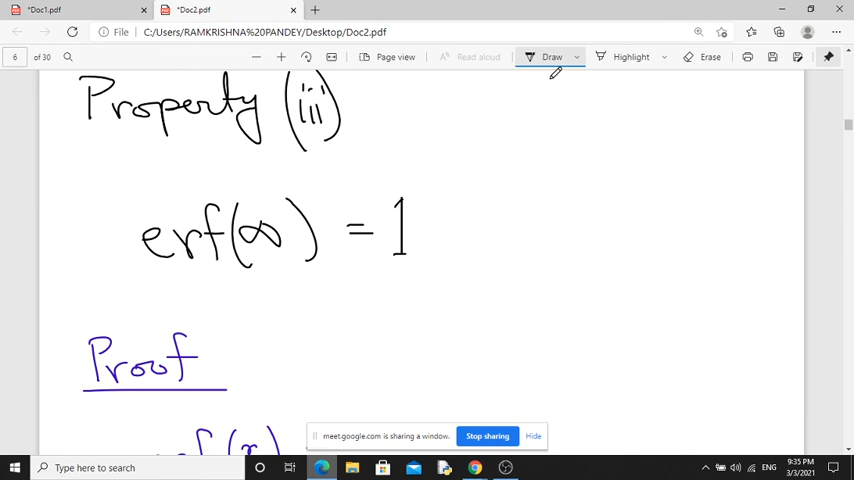 *Doc1.pdf
*Doc2.pdf
File C:/Users/RAMKRISHNA%20PANDEY/Desktop/Doc2.pdf
6 of 30 Page view Read aloud Draw Highlight Erase
Property (iii)
erf(∞) = 1
Proof
erf (x)
meet.google.com is sharing a window. Stop sharing Hide
Type here to search
ENG
9:35 PM
3/3/2021